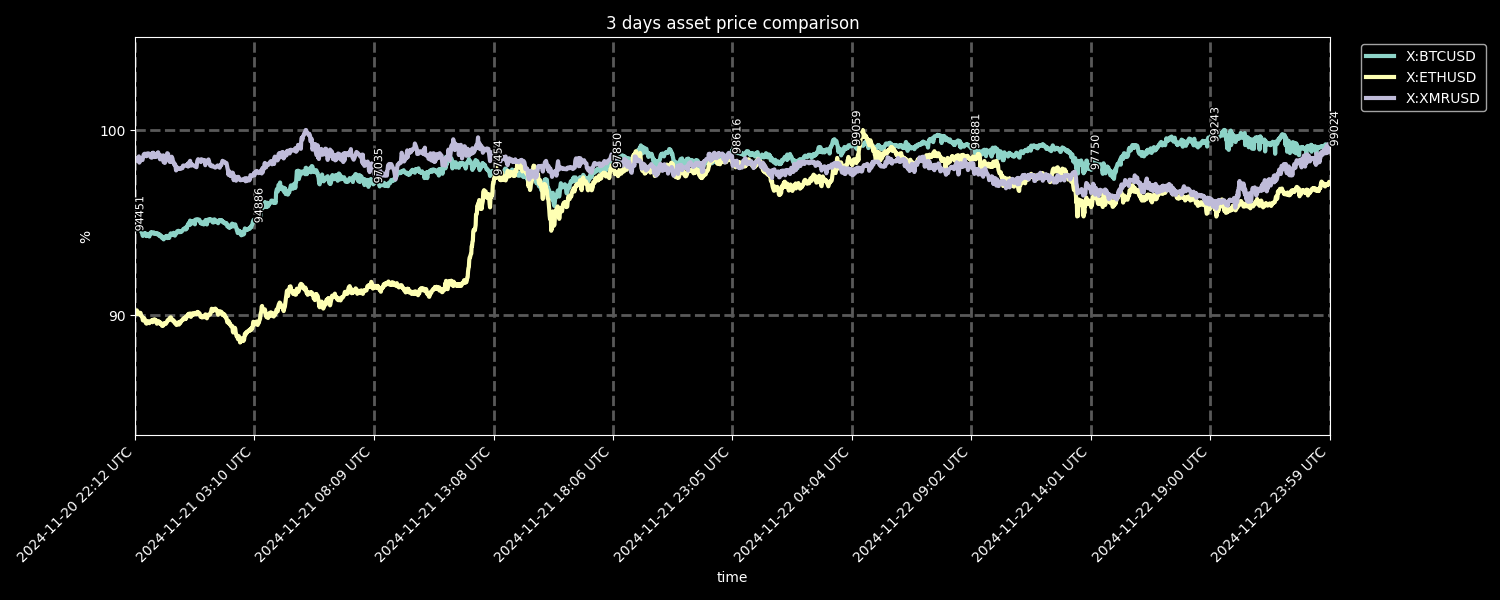 3 days asset price comparison
X:BTCUSD
X:ETHUSD
X:XMRUSD
%
100
90
94451
94886
97035
97454
97850
98616
99059
98881
97750
99243
99024
2024-11-20 22:12 UTC
2024-11-21 03:10 UTC
2024-11-21 08:09 UTC
2024-11-21 13:08 UTC
2024-11-21 18:06 UTC
2024-11-21 23:05 UTC
2024-11-22 04:04 UTC
2024-11-22 09:02 UTC
2024-11-22 14:01 UTC
2024-11-22 19:00 UTC
2024-11-22 23:59 UTC
time